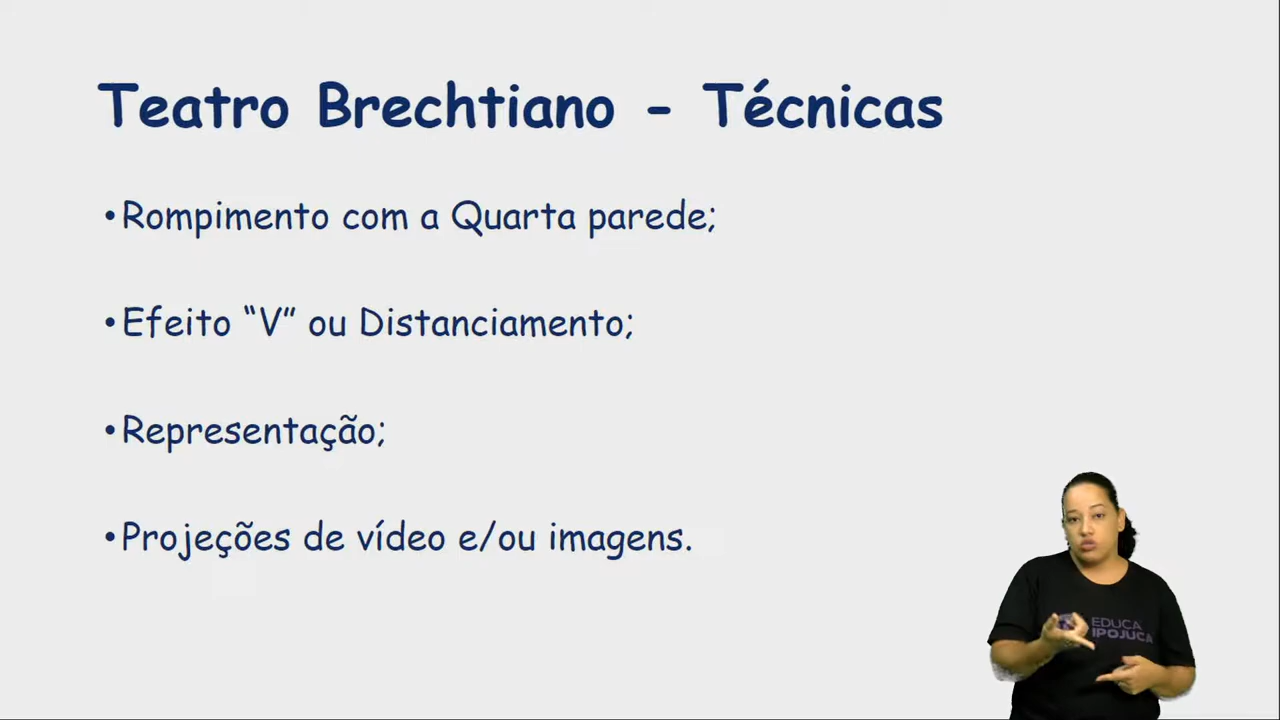 Teatro Brechtiano - Técnicas
•Rompimento com a Quarta parede;
•Efeito “V” ou Distanciamento;
•Representação;
•Projeções de vídeo e/ou imagens.
EDUCA
IPOJUCA